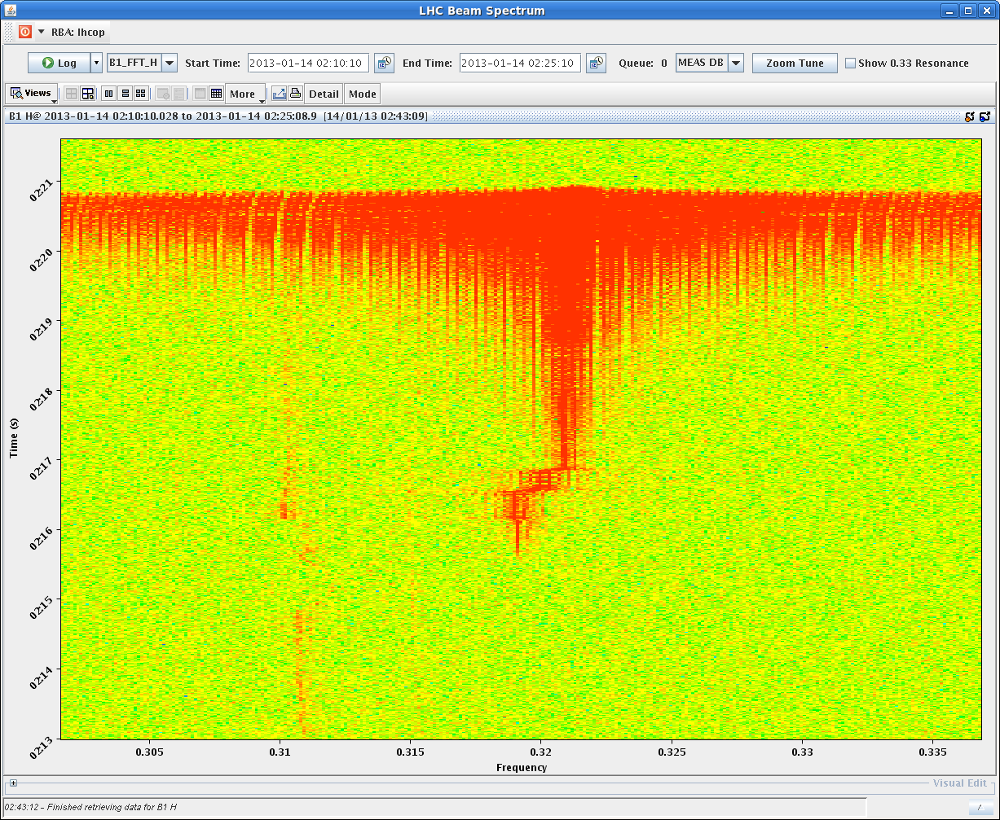 LHC Beam Spectrum
RBA: lhcop
Log B1_FFT_H Start Time: 2013-01-14 02:10:10 End Time: 2013-01-14 02:25:10 Queue: 0 MEAS DB Zoom Tune Show 0.33 Resonance
Views More Detail Mode
B1 H@ 2013-01-14 02:10:10.028 to 2013-01-14 02:25:08.9 [14/01/13 02:43:09]
02:21
02:20
02:19
02:18
02:17
02:16
02:15
02:14
02:13
Time (s)
0.305 0.31 0.315 0.32 0.325 0.33 0.335
Frequency
Visual Edit
02:43:12 - Finished retrieving data for B1 H